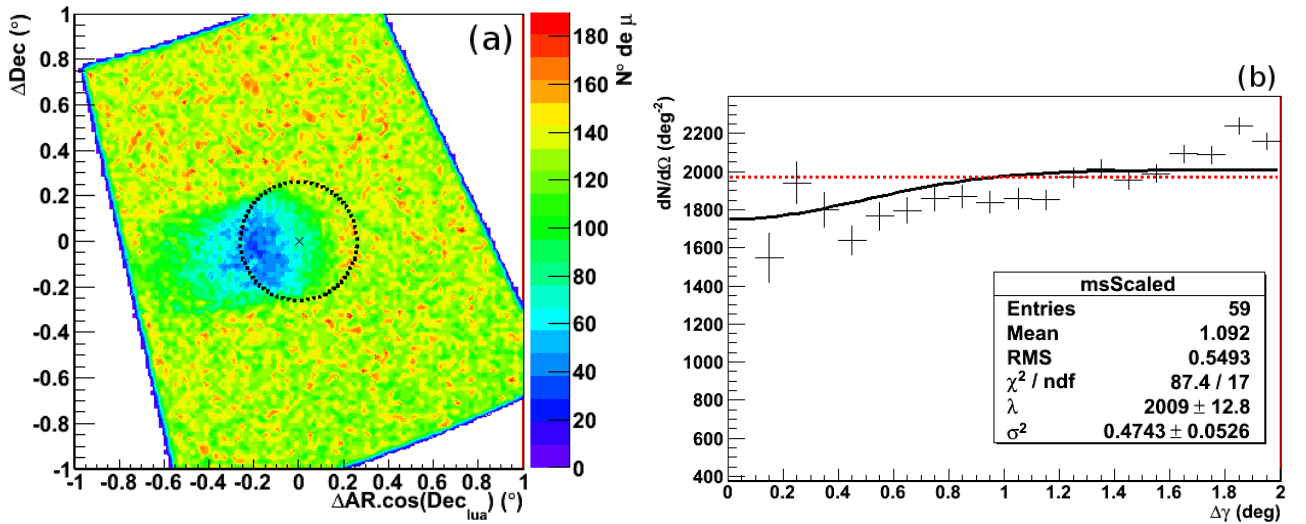 (a)
ΔDec (°)
1
0.8
0.6
0.4
0.2
0
-0.2
-0.4
-0.6
-0.8
-1
-1 -0.8 -0.6 -0.4 -0.2 0 0.2 0.4 0.6 0.8 1
ΔAR.cos(Dec_lua) (°)
N° de μ
180
160
140
120
100
80
60
40
20
0
(b)
dN/dΩ (deg⁻²)
2200
2000
1800
1600
1400
1200
1000
800
600
400
0 0.2 0.4 0.6 0.8 1 1.2 1.4 1.6 1.8 2
Δγ (deg)
msScaled
Entries 59
Mean 1.092
RMS 0.5493
χ² / ndf 87.4 / 17
λ 2009 ± 12.8
σ² 0.4743 ± 0.0526